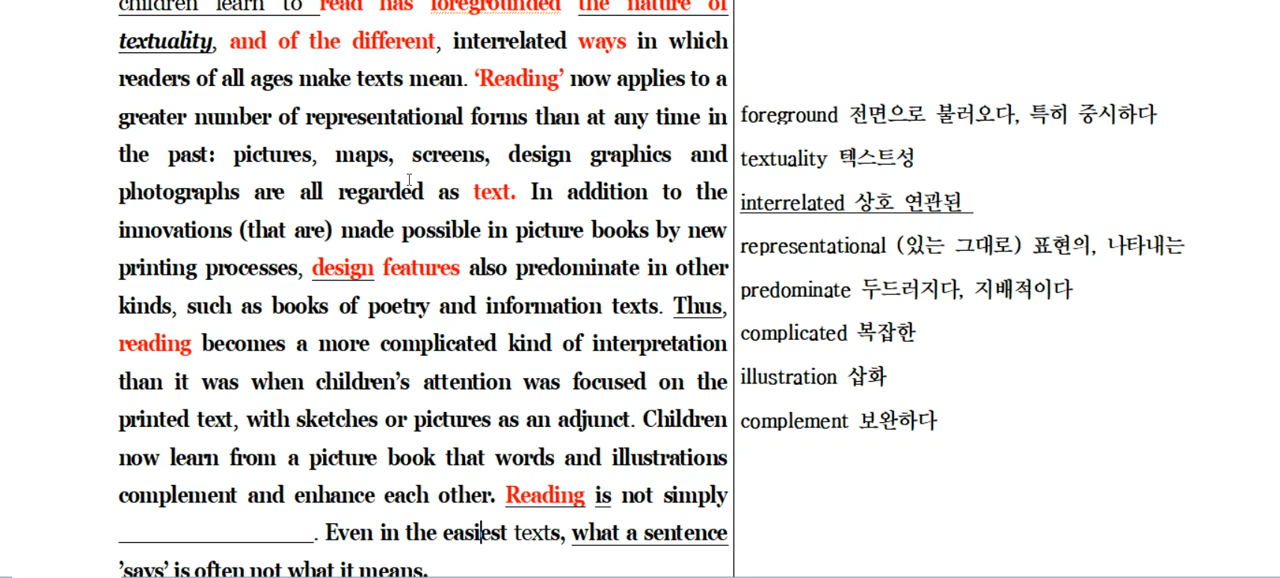 children learn to read has foregrounded the nature of
textuality, and of the different, interrelated ways in which
readers of all ages make texts mean. ‘Reading’ now applies to a
greater number of representational forms than at any time in
the past: pictures, maps, screens, design graphics and
photographs are all regarded as text. In addition to the
innovations (that are) made possible in picture books by new
printing processes, design features also predominate in other
kinds, such as books of poetry and information texts. Thus,
reading becomes a more complicated kind of interpretation
than it was when children’s attention was focused on the
printed text, with sketches or pictures as an adjunct. Children
now learn from a picture book that words and illustrations
complement and enhance each other. Reading is not simply
____________________. Even in the easiest texts, what a sentence
’says’ is often not what it means.
foreground 전면으로 불러오다, 특히 중시하다
textuality 텍스트성
interrelated 상호 연관된
representational (있는 그대로) 표현의, 나타내는
predominate 두드러지다, 지배적이다
complicated 복잡한
illustration 삽화
complement 보완하다